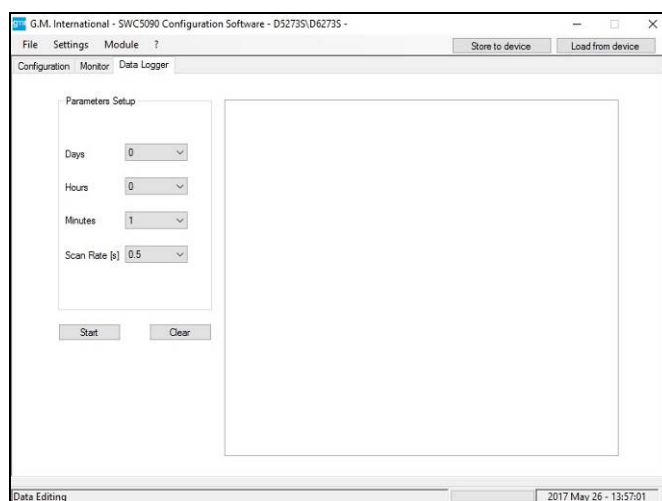 gmi G.M. International - SWC5090 Configuration Software - D5273S\D6273S -
File Settings Module ? Store to device Load from device
Configuration Monitor Data Logger
Parameters Setup
Days 0
Hours 0
Minutes 1
Scan Rate [s] 0.5
Start Clear
Data Editing 2017 May 26 - 13:57:01